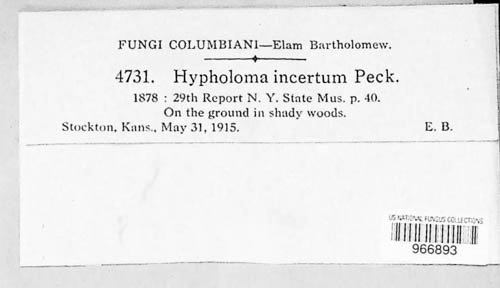 FUNGI COLUMBIANI—Elam Bartholomew.
4731. Hypholoma incertum Peck.
1878 : 29th Report N. Y. State Mus. p. 40.
On the ground in shady woods.
Stockton, Kans., May 31, 1915. E. B.
US NATIONAL FUNGUS COLLECTIONS
966893